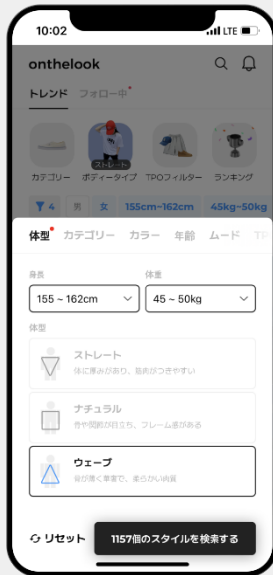 10:02
LTE
onthelook
トレンド フォロー中
ストレート
カテゴリー ボディータイプ TPOフィルター ランキング
4 男 女 155cm~162cm 45kg~50kg
体型 カテゴリー カラー 年齢 ムード TP
身長 体重
155 ~ 162cm 45 ~ 50kg
体型
ストレート
体に厚みがあり、筋肉がつきやすい
ナチュラル
骨や関節が目立ち、フレーム感がある
ウェーブ
骨が薄く華奢で、柔らかい肉質
リセット 1157個のスタイルを検索する